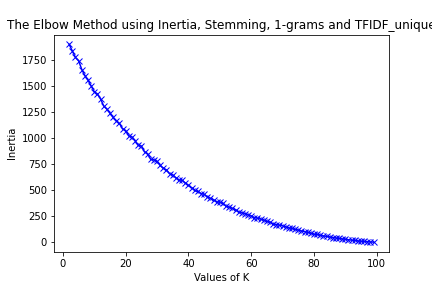 The Elbow Method using Inertia, Stemming, 1-grams and TFIDF_unique
1750
1500
1250
1000
750
500
250
0
Inertia
0 20 40 60 80 100
Values of K